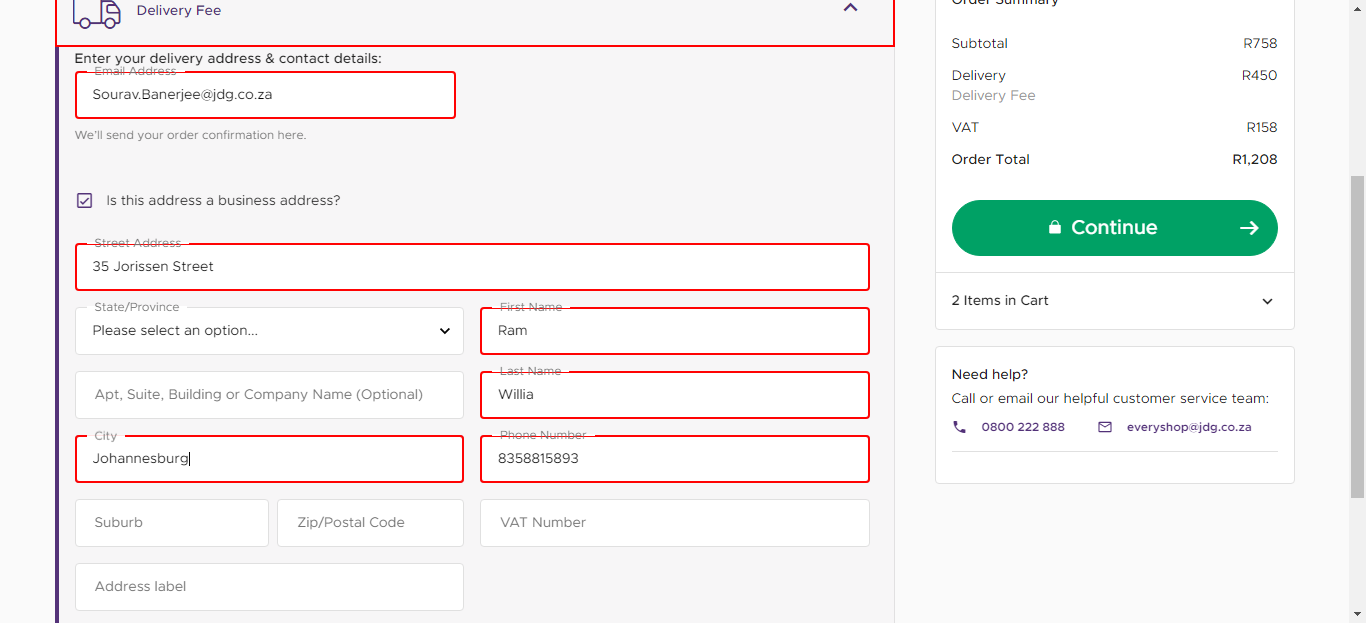 Delivery Fee
Enter your delivery address & contact details:
Email Address
Sourav.Banerjee@jdg.co.za
We'll send your order confirmation here.
Is this address a business address?
Street Address
35 Jorissen Street
State/Province
Please select an option...
First Name
Ram
Apt, Suite, Building or Company Name (Optional)
Last Name
Willia
City
Johannesburg
Phone Number
8358815893
Suburb
Zip/Postal Code
VAT Number
Address label
Order Summary
Subtotal R758
Delivery R450
Delivery Fee
VAT R158
Order Total R1,208
Continue
2 Items in Cart
Need help?
Call or email our helpful customer service team:
0800 222 888 everyshop@jdg.co.za